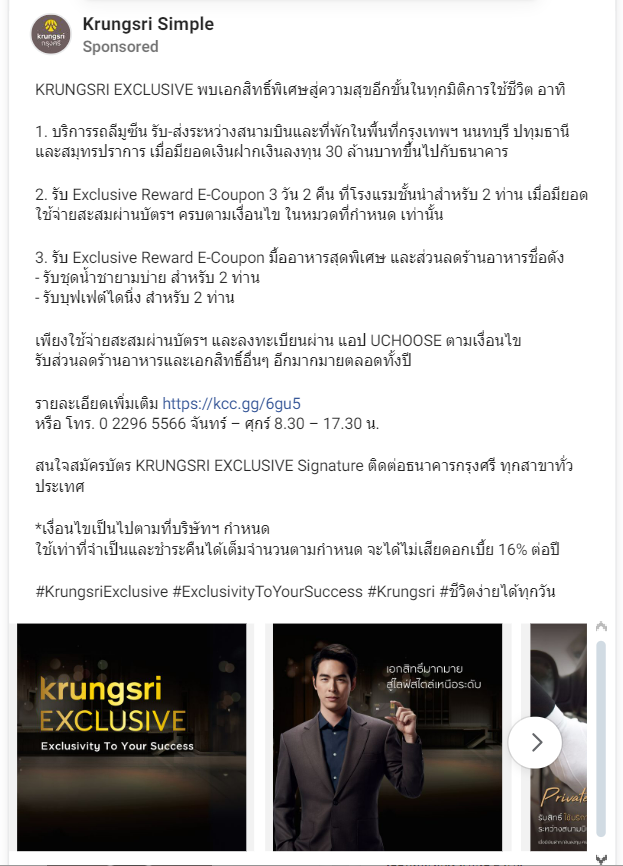 Krungsri Simple
krungsri
กรุงศรี
Sponsored
KRUNGSRI EXCLUSIVE พบเอกสิทธิ์พิเศษสู่ความสุขอีกขั้นในทุกมิติการใช้ชีวิต อาทิ
1. บริการรถลีมูซีน รับ-ส่งระหว่างสนามบินและที่พักในพื้นที่กรุงเทพฯ นนทบุรี ปทุมธานี
และสมุทรปราการ เมื่อมียอดเงินฝากเงินลงทุน 30 ล้านบาทขึ้นไปกับธนาคาร
2. รับ Exclusive Reward E-Coupon 3 วัน 2 คืน ที่โรงแรมชั้นนำสำหรับ 2 ท่าน เมื่อมียอด
ใช้จ่ายสะสมผ่านบัตรฯ ครบตามเงื่อนไข ในหมวดที่กำหนด เท่านั้น
3. รับ Exclusive Reward E-Coupon มื้ออาหารสุดพิเศษ และส่วนลดร้านอาหารชื่อดัง
- รับชุดน้ำชายามบ่าย สำหรับ 2 ท่าน
- รับบุฟเฟต์ไดนิ่ง สำหรับ 2 ท่าน
เพียงใช้จ่ายสะสมผ่านบัตรฯ และลงทะเบียนผ่าน แอป UCHOOSE ตามเงื่อนไข
รับส่วนลดร้านอาหารและเอกสิทธิ์อื่นๆ อีกมากมายตลอดทั้งปี
รายละเอียดเพิ่มเติม https://kcc.gg/6gu5
หรือ โทร. 0 2296 5566 จันทร์ – ศุกร์ 8.30 – 17.30 น.
สนใจสมัครบัตร KRUNGSRI EXCLUSIVE Signature ติดต่อธนาคารกรุงศรี ทุกสาขาทั่ว
ประเทศ
*เงื่อนไขเป็นไปตามที่บริษัทฯ กำหนด
ใช้เท่าที่จำเป็นและชำระคืนได้เต็มจำนวนตามกำหนด จะได้ไม่เสียดอกเบี้ย 16% ต่อปี
#KrungsriExclusive #ExclusivityToYourSuccess #Krungsri #ชีวิตง่ายได้ทุกวัน
krungsri
EXCLUSIVE
Exclusivity To Your Success
เอกสิทธิ์มากมาย
สู่ไลฟ์สไตล์เหนือระดับ
Private
รับสิทธิ์ ใช้บริก
ระหว่างสนามบิ